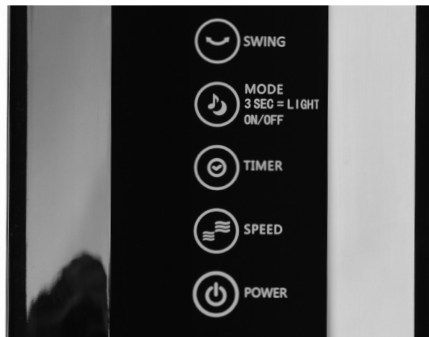 SWING
MODE
3 SEC = LIGHT
ON/OFF
TIMER
SPEED
POWER